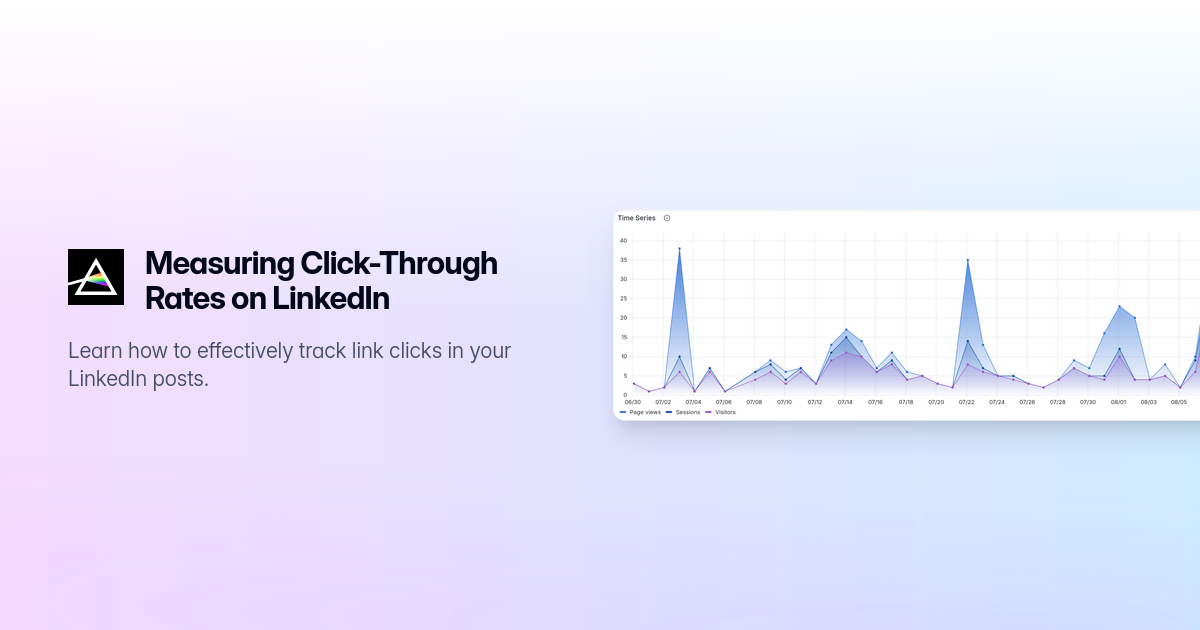 Measuring Click-Through
Rates on LinkedIn
Learn how to effectively track link clicks in your
LinkedIn posts.
Time Series
40
35
30
25
20
15
10
5
0
06/30 07/02 07/04 07/06 07/08 07/10 07/12 07/14 07/16 07/18 07/20 07/22 07/24 07/26 07/28 07/30 08/01 08/03 08/05
Page views Sessions Visitors